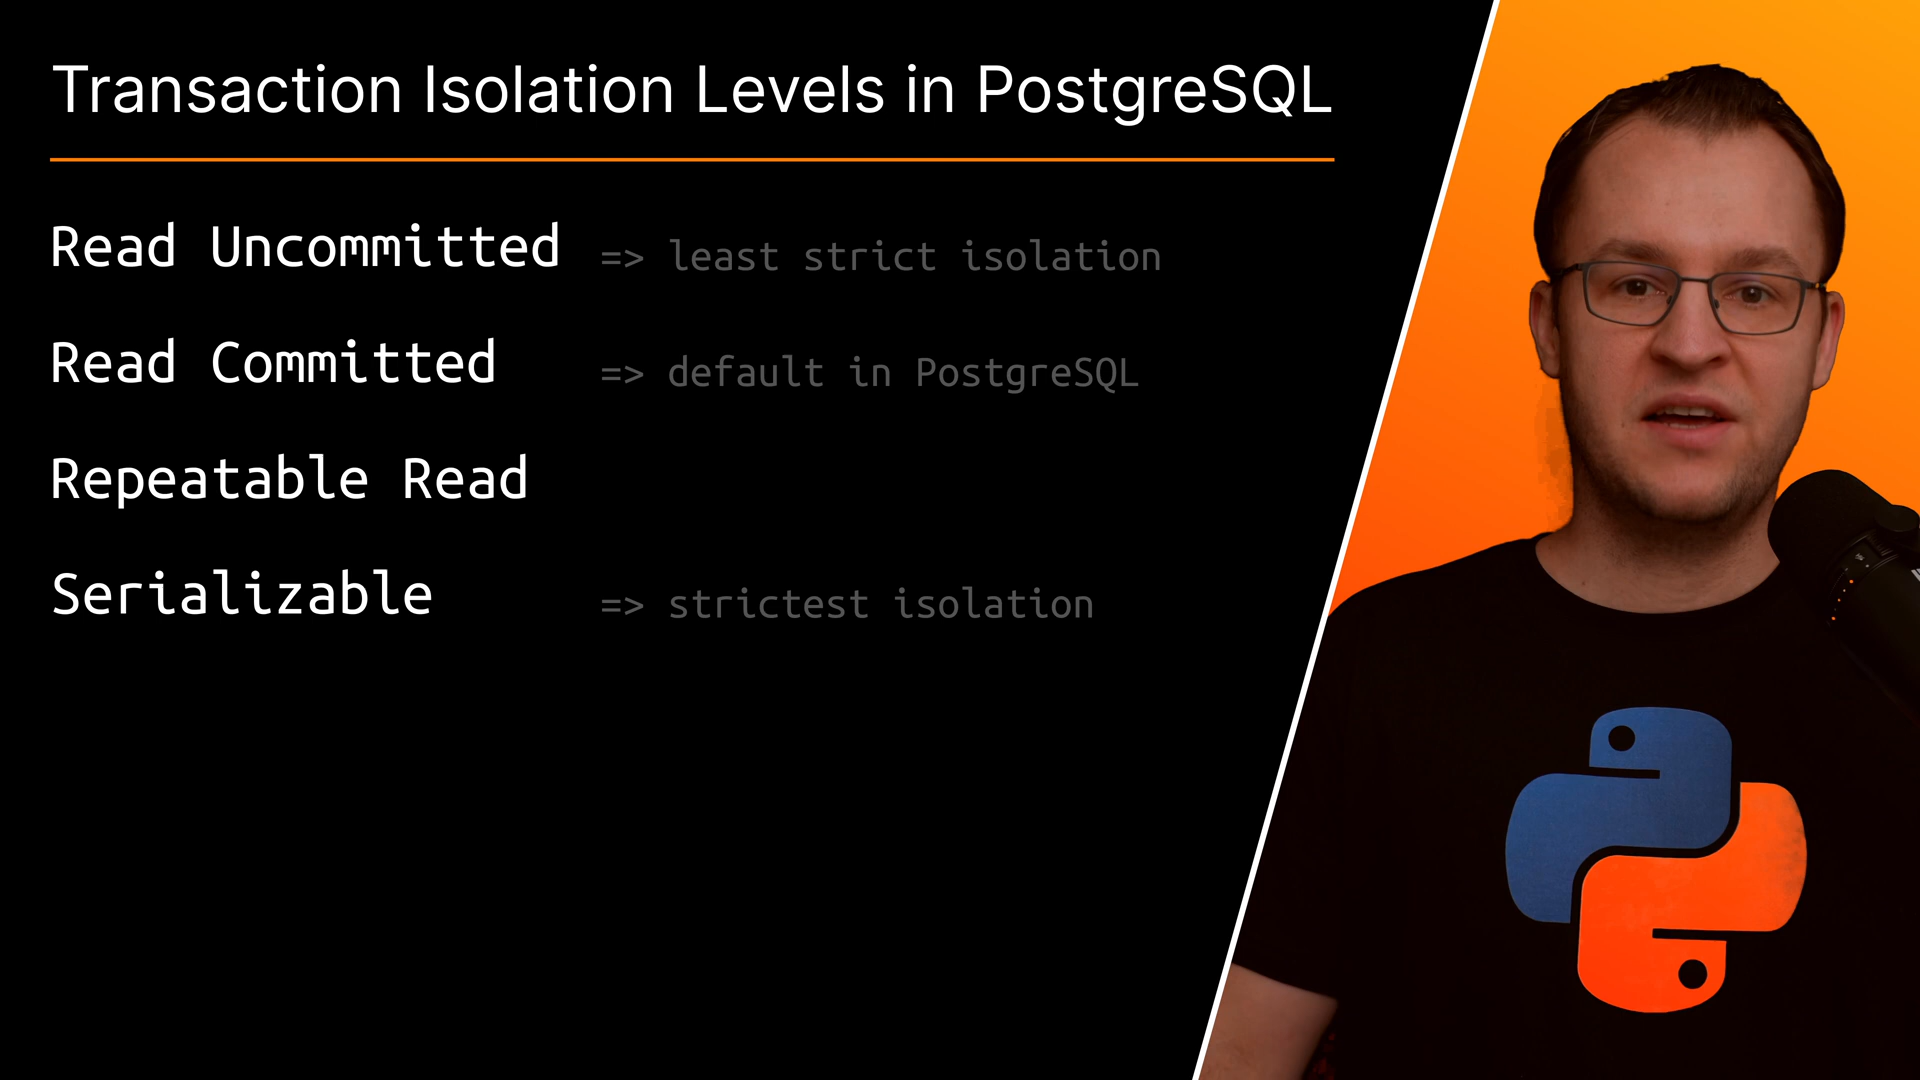 Transaction Isolation Levels in PostgreSQL
Read Uncommitted => least strict isolation
Read Committed => default in PostgreSQL
Repeatable Read
Serializable => strictest isolation